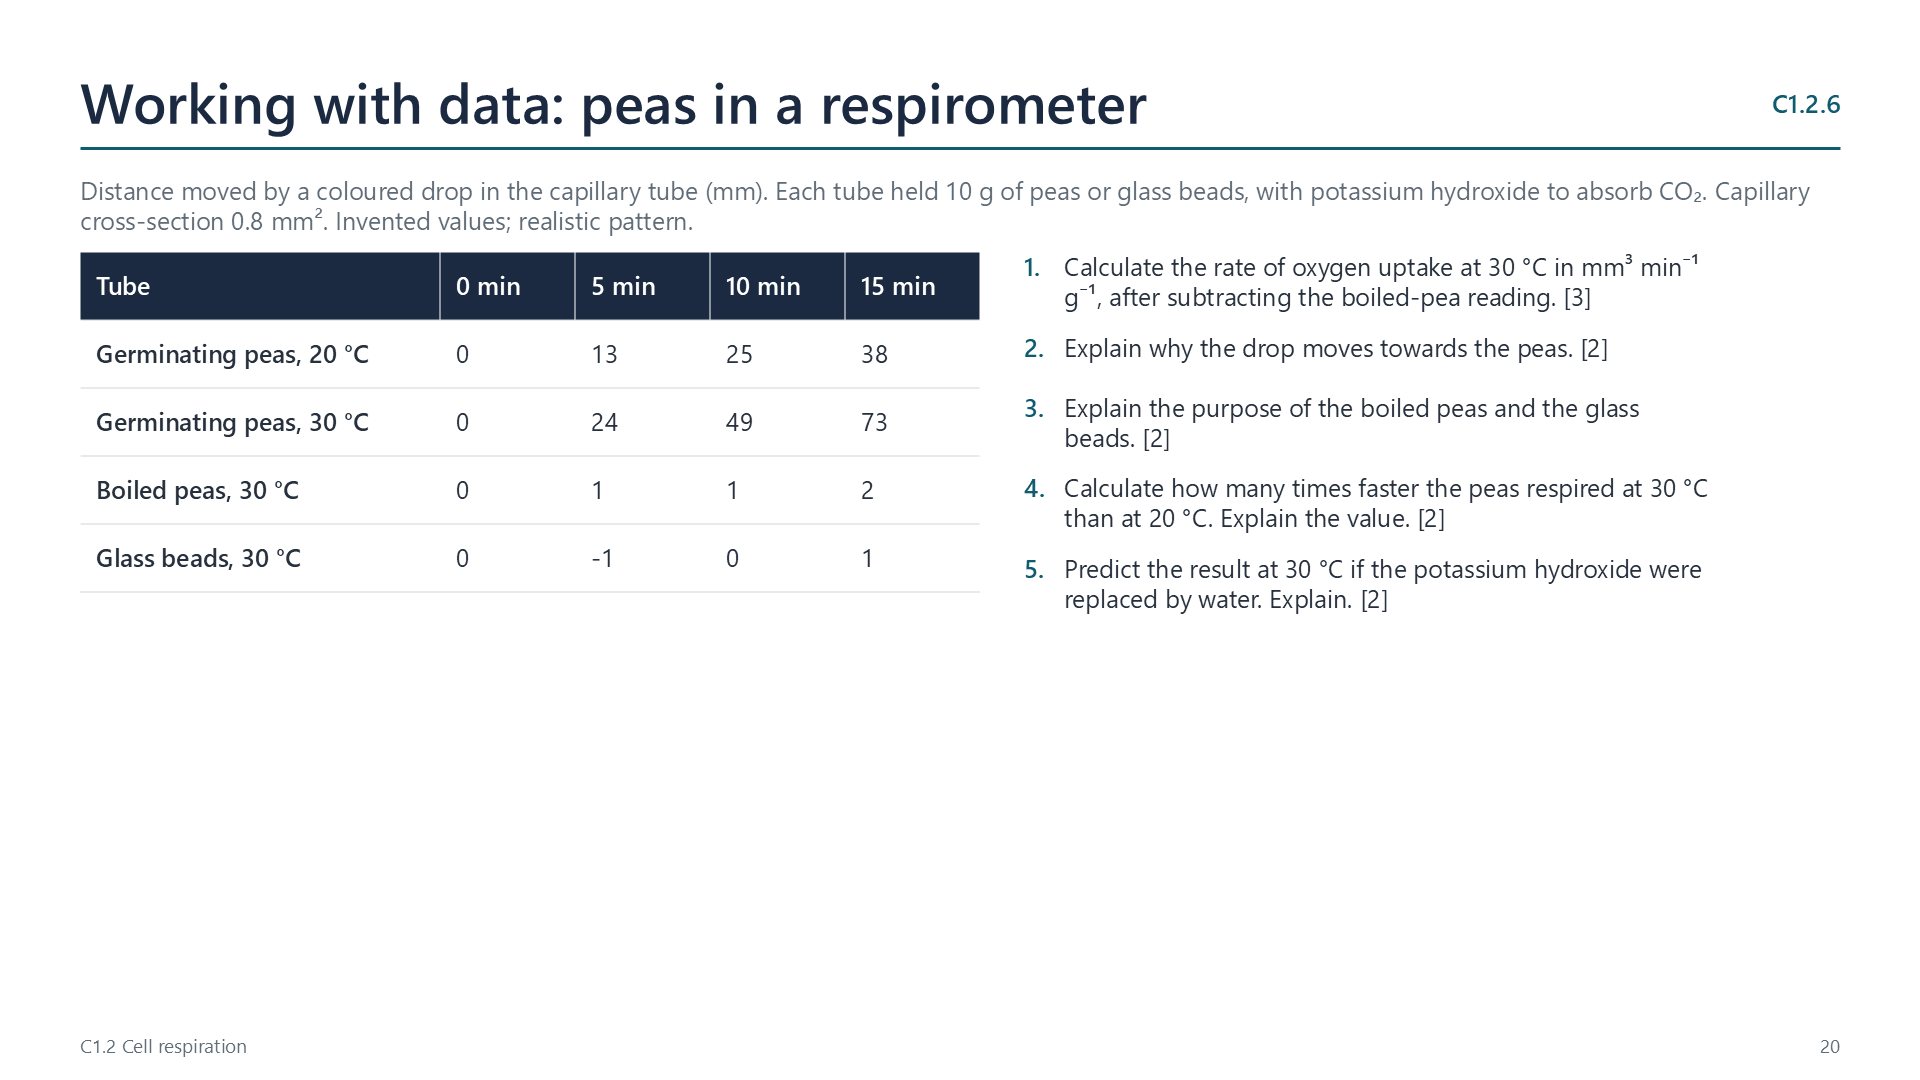 Working with data: peas in a respirometer
C1.2.6
Distance moved by a coloured drop in the capillary tube (mm). Each tube held 10 g of peas or glass beads, with potassium hydroxide to absorb CO₂. Capillary
cross-section 0.8 mm². Invented values; realistic pattern.
Tube 0 min 5 min 10 min 15 min
Germinating peas, 20 °C 0 13 25 38
Germinating peas, 30 °C 0 24 49 73
Boiled peas, 30 °C 0 1 1 2
Glass beads, 30 °C 0 -1 0 1
1. Calculate the rate of oxygen uptake at 30 °C in mm³ min⁻¹
g⁻¹, after subtracting the boiled-pea reading. [3]
2. Explain why the drop moves towards the peas. [2]
3. Explain the purpose of the boiled peas and the glass
beads. [2]
4. Calculate how many times faster the peas respired at 30 °C
than at 20 °C. Explain the value. [2]
5. Predict the result at 30 °C if the potassium hydroxide were
replaced by water. Explain. [2]
C1.2 Cell respiration
20